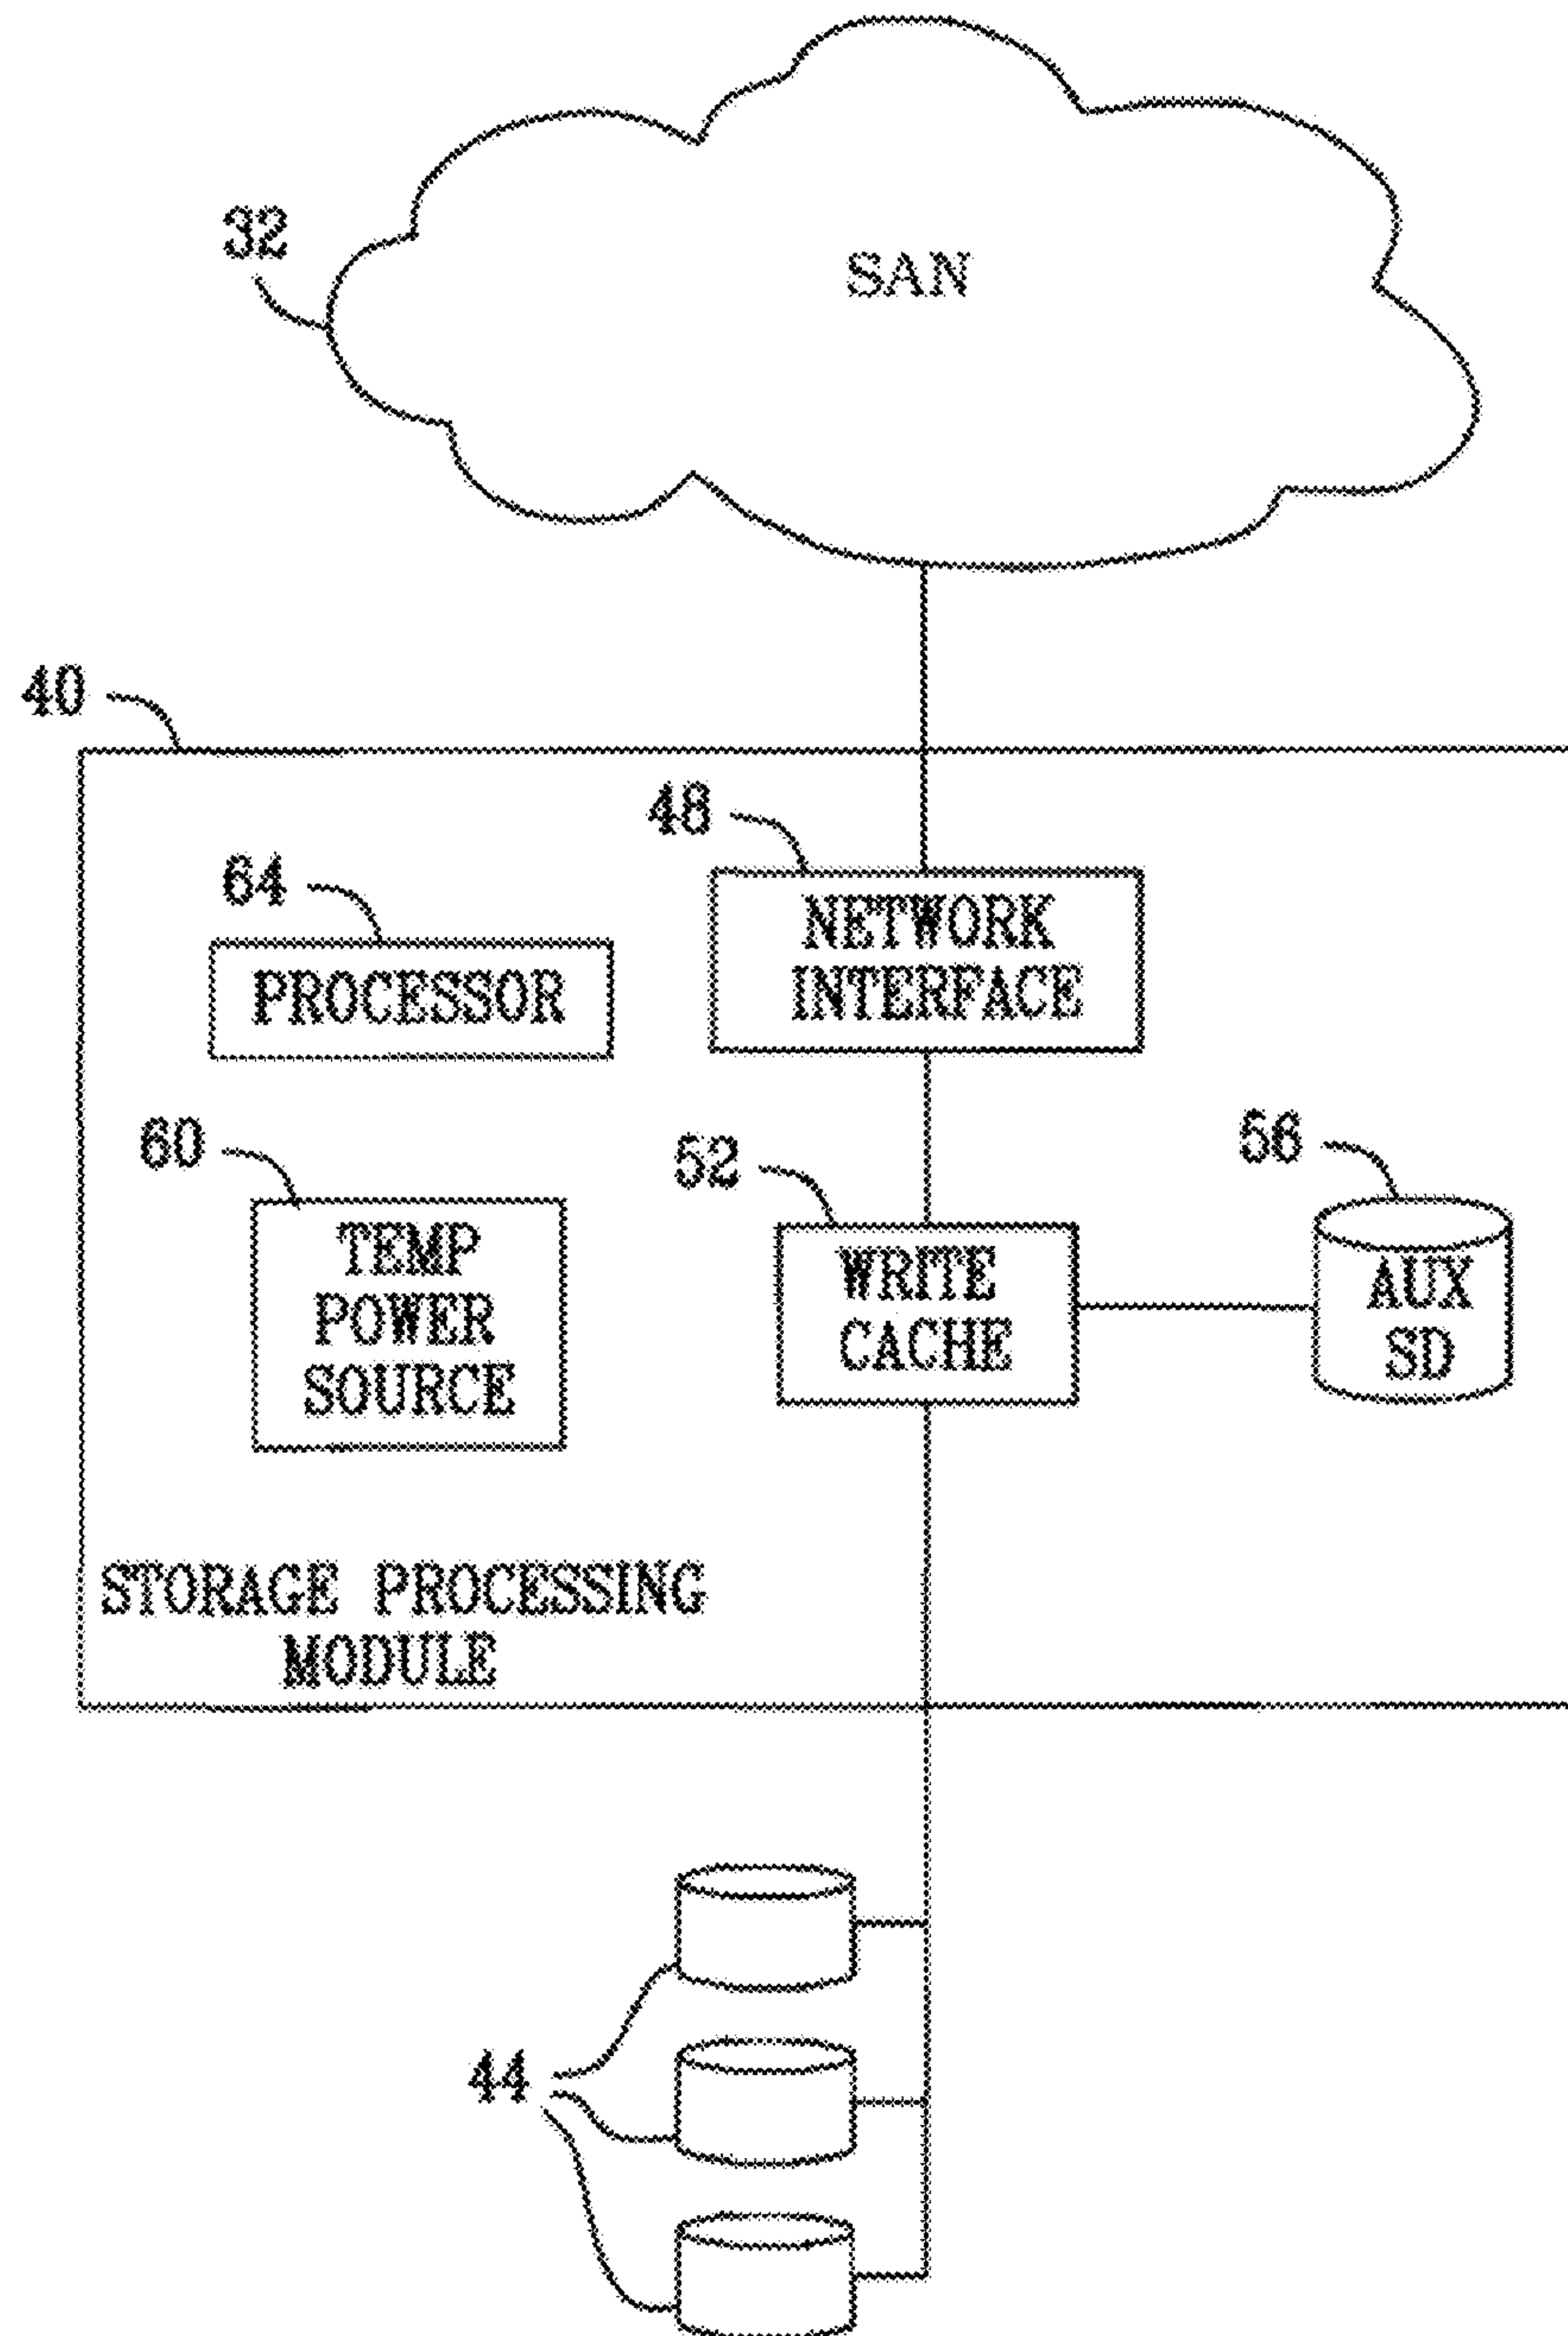 32
SAN
40
48
64
NETWORK
INTERFACE
PROCESSOR
60
52
56
TEMP
POWER
SOURCE
WRITE
CACHE
AUX
SD
STORAGE PROCESSING
MODULE
44